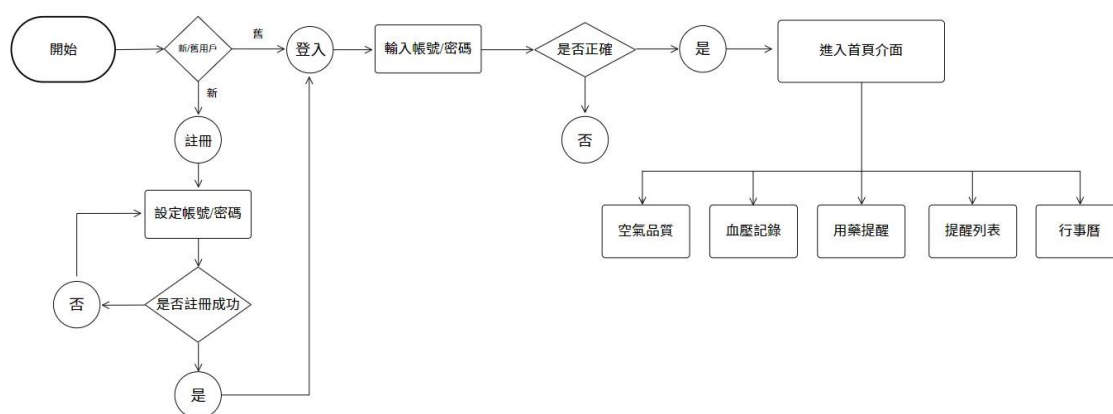 開始
新/舊用戶
舊
登入
輸入帳號/密碼
是否正確
是
進入首頁介面
新
註冊
否
設定帳號/密碼
空氣品質
血壓記錄
用藥提醒
提醒列表
行事曆
否
是否註冊成功
是